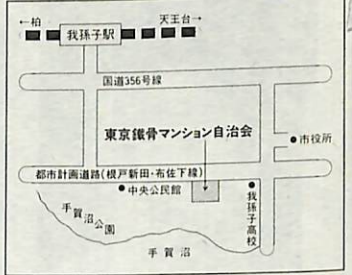 ←柏
天王台→
我孫子駅
国道356号線
東京鐵骨マンション自治会
●市役所
都市計画道路(根戸新田・布佐下線)
●中央公民館
●我孫子高校
手賀沼公園
手賀沼